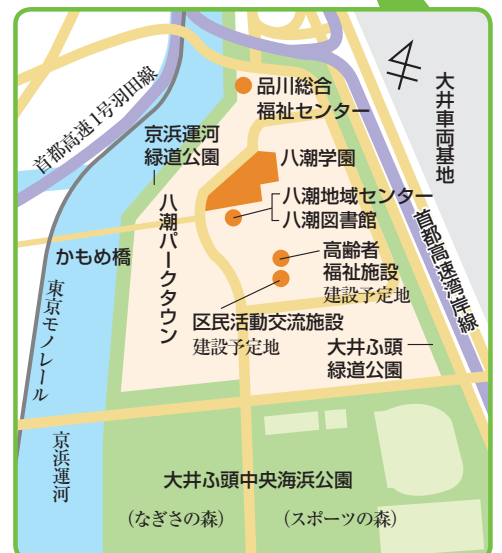 品川総合
福祉センター
首都高速1号羽田線
大井車両基地
京浜運河
緑道公園
八潮学園
八潮地域センター
八潮図書館
八潮パークタウン
かもめ橋
高齢者
福祉施設
建設予定地
首都高速湾岸線
東京モノレール
区民活動交流施設
建設予定地
大井ふ頭
緑道公園
京浜運河
大井ふ頭中央海浜公園
(なぎさの森)
(スポーツの森)